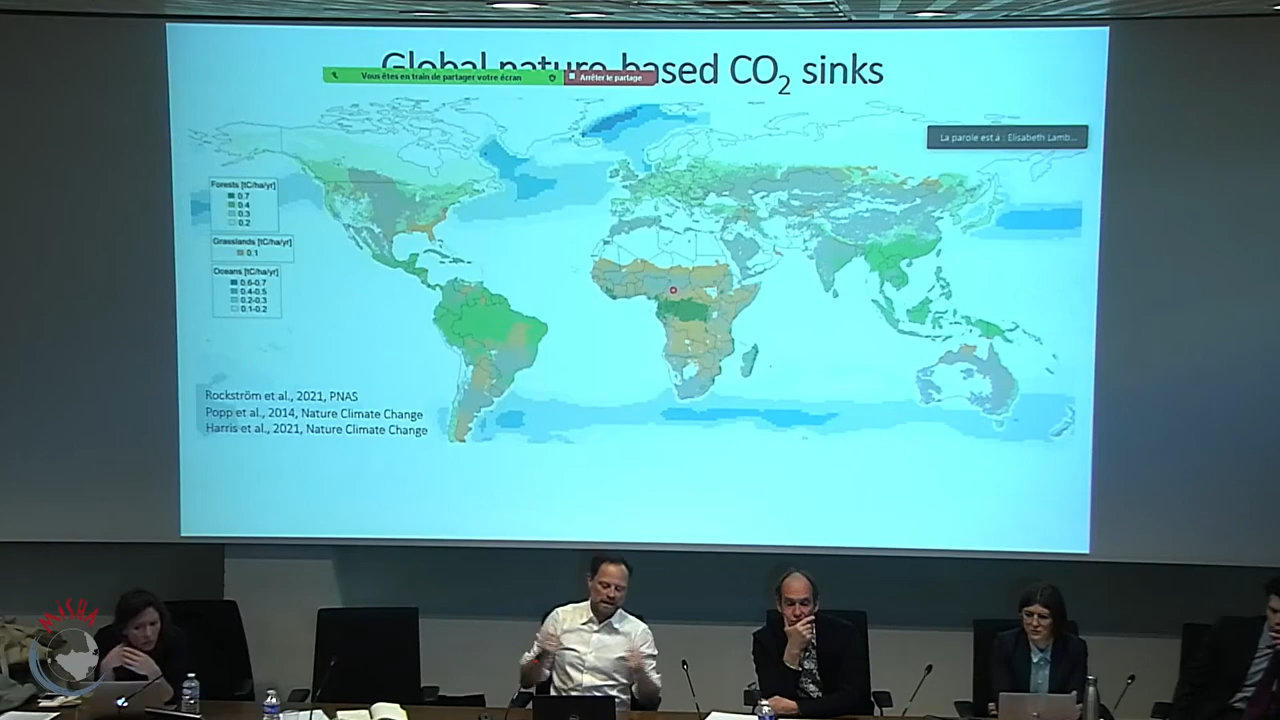 Global nature-based CO2 sinks
Vous êtes en train de partager votre écran
Arrêter le partage
La parole est à : Elisabeth Lamb...
Forests [tC/ha/yr]
0.7
0.4
0.3
0.2
Grasslands [tC/ha/yr]
0.1
Oceans [tC/ha/yr]
0.6-0.7
0.4-0.5
0.2-0.3
0.1-0.2
Rockström et al., 2021, PNAS
Popp et al., 2014, Nature Climate Change
Harris et al., 2021, Nature Climate Change
MISHA